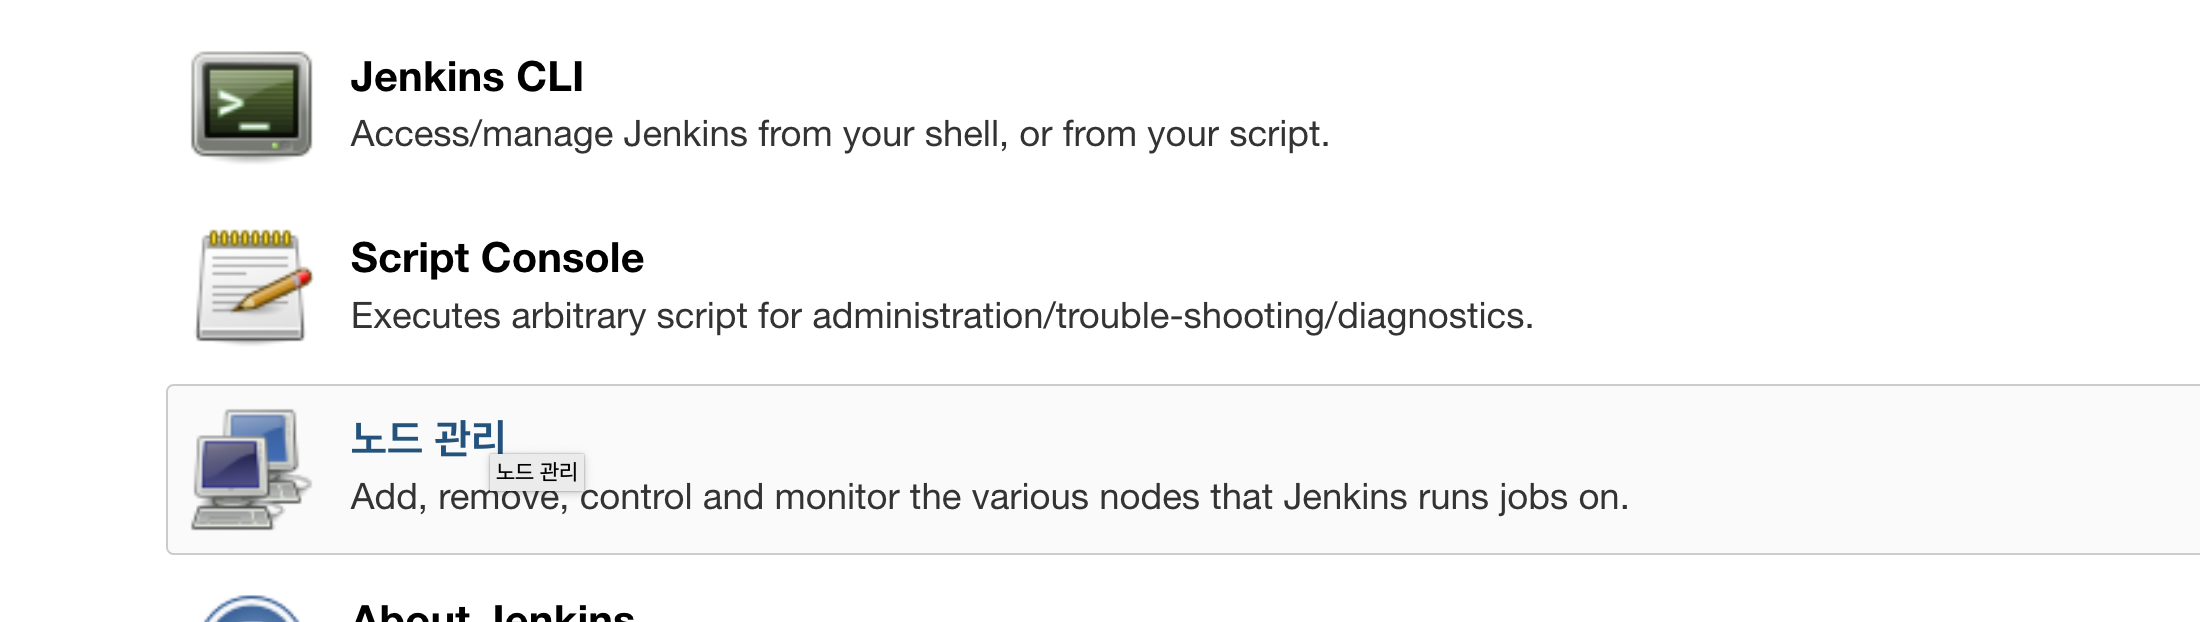 Jenkins CLI
Access/manage Jenkins from your shell, or from your script.
Script Console
Executes arbitrary script for administration/trouble-shooting/diagnostics.
노드 관리
노드 관리
Add, remove, control and monitor the various nodes that Jenkins runs jobs on.
About Jenkins